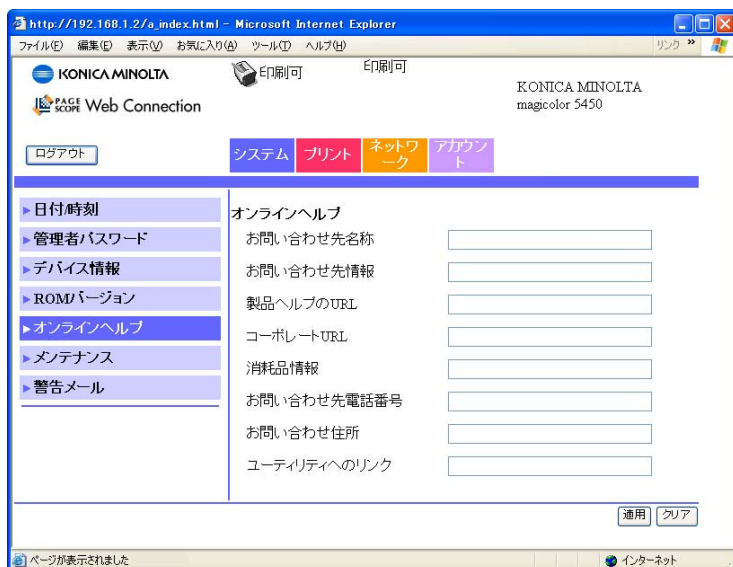 http://192.168.1.2/a_index.html - Microsoft Internet Explorer
ファイル(F) 編集(E) 表示(V) お気に入り(A) ツール(T) ヘルプ(H) リンク »
KONICA MINOLTA
印刷可
印刷可
KONICA MINOLTA
magicolor 5450
PAGE SCOPE Web Connection
ログアウト
システム
プリント
ネットワ
ーク
アカウン
ト
日付/時刻
管理者パスワード
デバイス情報
ROMバージョン
オンラインヘルプ
メンテナンス
警告メール
オンラインヘルプ
お問い合わせ先名称
お問い合わせ先情報
製品ヘルプのURL
コーポレートURL
消耗品情報
お問い合わせ先電話番号
お問い合わせ住所
ユーティリティへのリンク
適用 クリア
ページが表示されました
インターネット